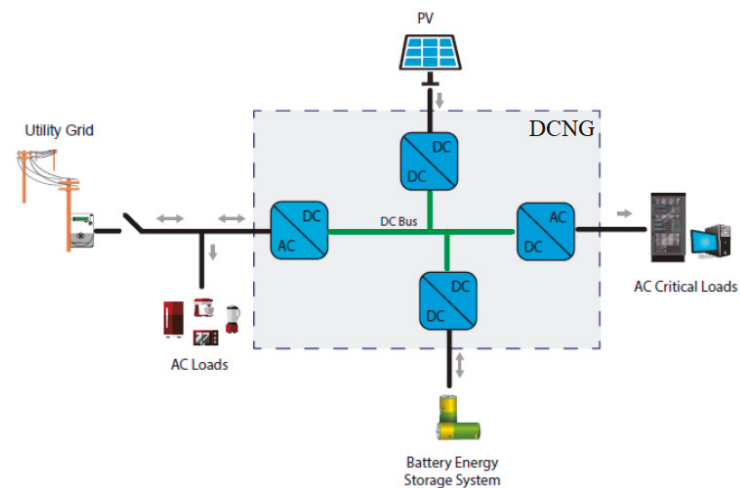 PV
DCNG
Utility Grid
DC
DC
DC
AC
DC Bus
AC
DC
DC
DC
AC Loads
AC Critical Loads
Battery Energy
Storage System